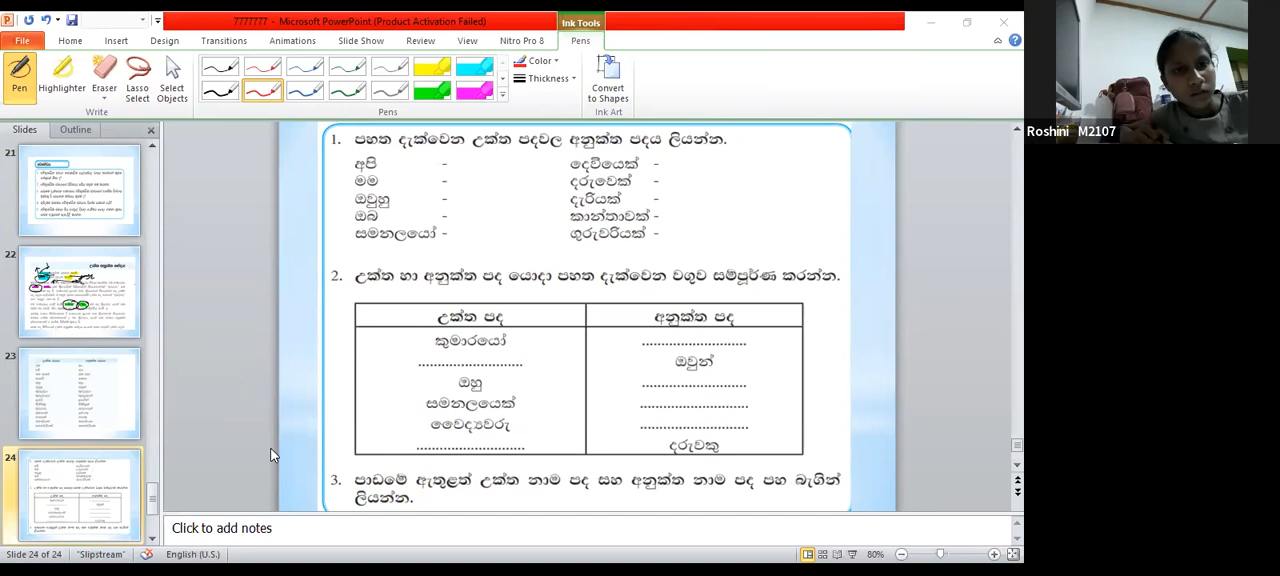 7777777 - Microsoft PowerPoint (Product Activation Failed)
Ink Tools
File Home Insert Design Transitions Animations Slide Show Review View Nitro Pro 8 Pens
Pen Highlighter Eraser Lasso Select Select Objects
Color
Thickness
Convert to Shapes
Write Pens Ink Art
Slides Outline
21
22
23
24
1. පහත දැක්වෙන උක්ත පදවල අනුක්ත පදය ලියන්න.
අපි - දෙවියෙක් -
මම - දරුවෙක් -
ඔවුහු - දැරියක් -
ඔබ - කාන්තාවක් -
සමනලයෝ - ගුරුවරියක් -
2. උක්ත හා අනුක්ත පද යොදා පහත දැක්වෙන වගුව සම්පූර්ණ කරන්න.
උක්ත පද අනුක්ත පද
කුමාරයෝ ...........................
........................... ඔවුන්
ඔහු ...........................
සමනලයෙක් ...........................
වෛද්‍යවරු ...........................
........................... දරුවකු
3. පාඩමේ ඇතුළත් උක්ත නාම පද සහ අනුක්ත නාම පද පහ බැගින්
ලියන්න.
Click to add notes
Slide 24 of 24 "Slipstream" English (U.S.) 80%
Roshini M2107